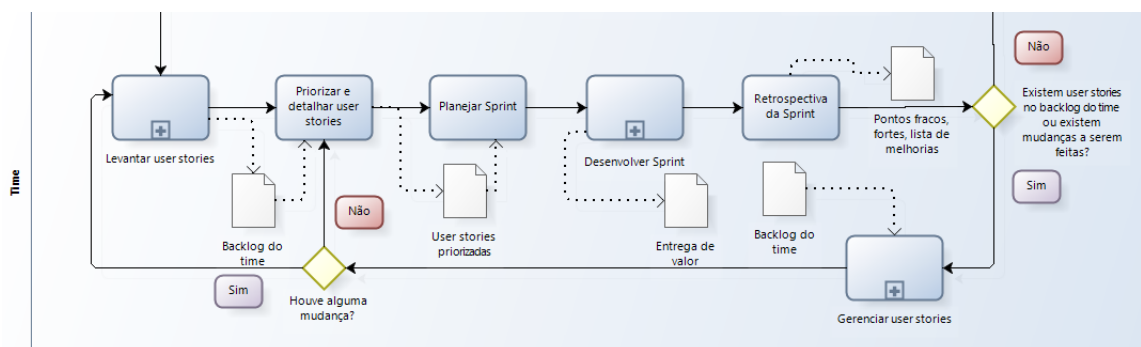 Time
Levantar user stories
Backlog do
time
Priorizar e
detalhar user
stories
Não
Sim
Houve alguma
mudança?
Planejar Sprint
User stories
priorizadas
Desenvolver Sprint
Entrega de
valor
Retrospectiva
da Sprint
Pontos fracos,
fortes, lista de
melhorias
Backlog do
time
Gerenciar user stories
Não
Existem user stories
no backlog do time
ou existem
mudanças a serem
feitas?
Sim